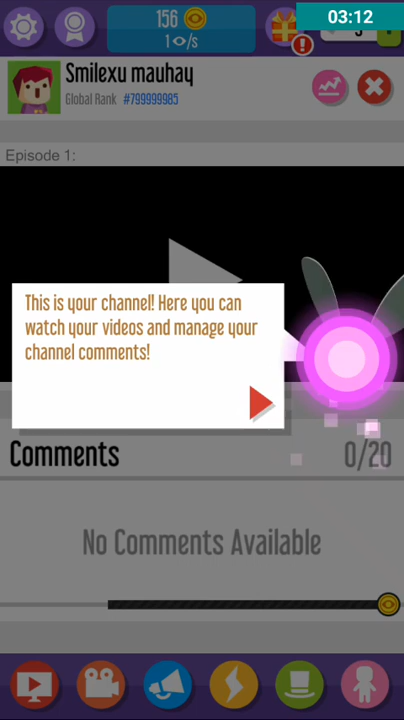 156
03:12
1 /s
Smilexu mauhay
Global Rank #799999985
Episode 1:
This is your channel! Here you can
watch your videos and manage your
channel comments!
Comments 0/20
No Comments Available